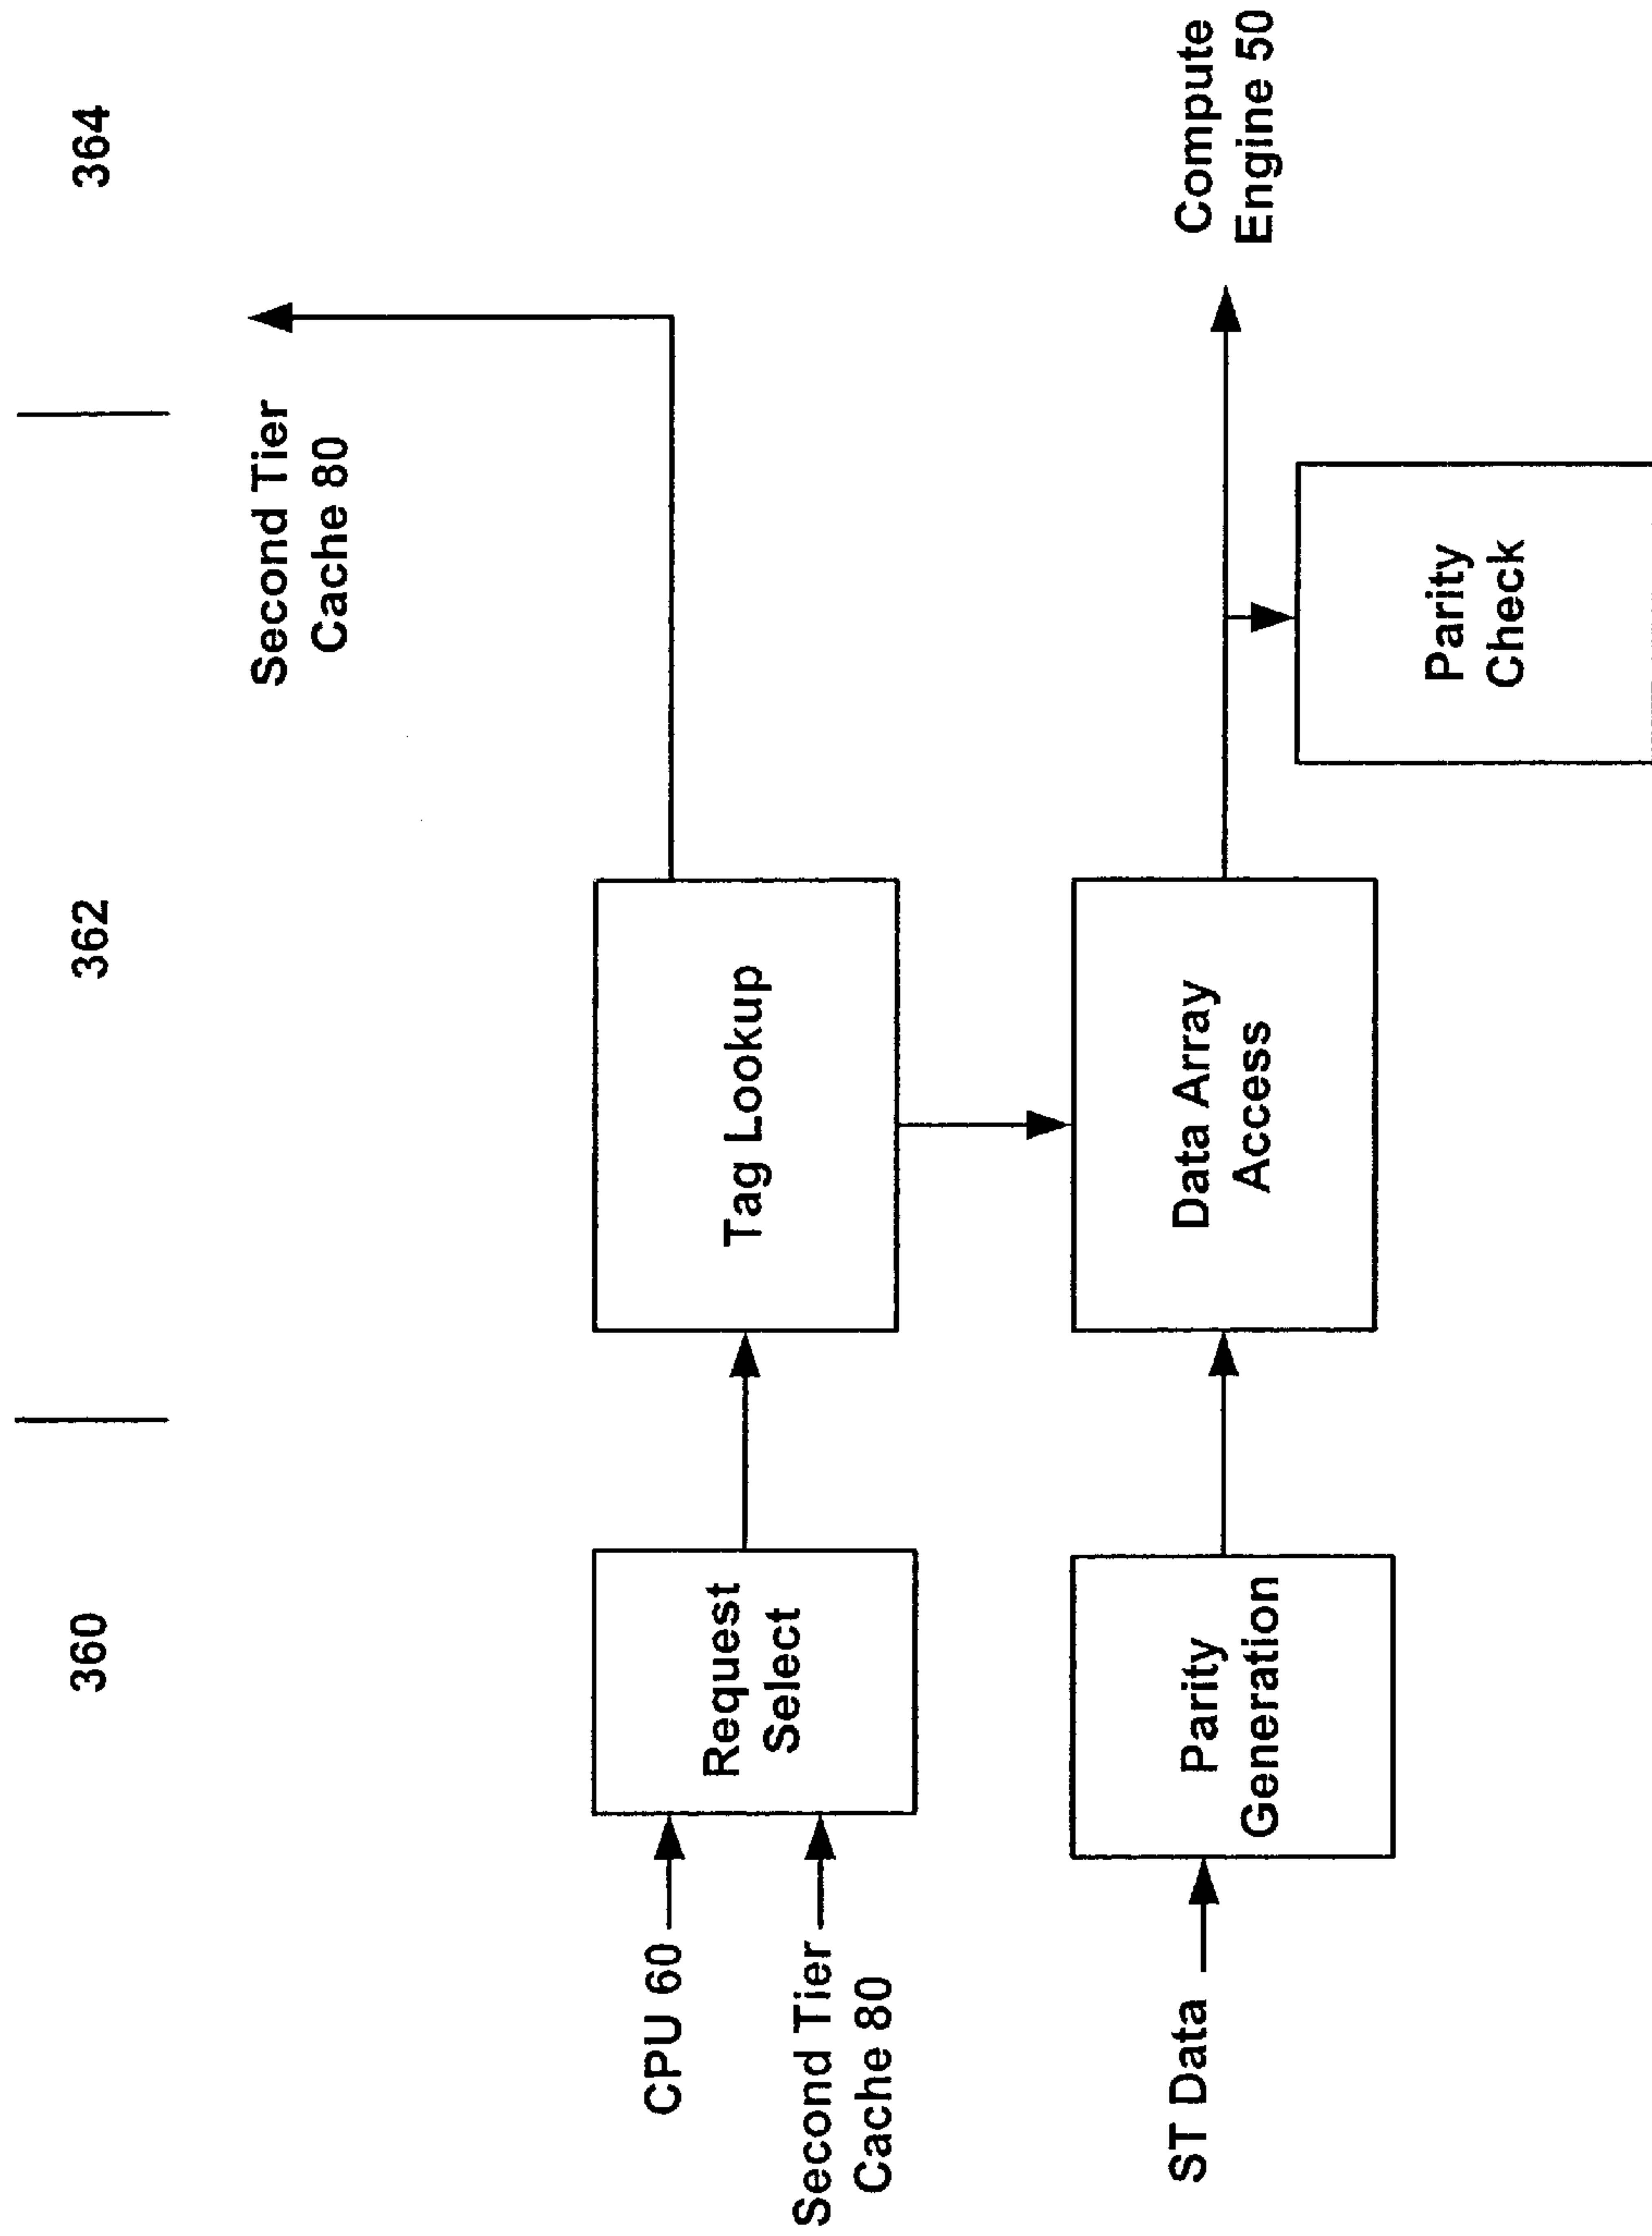 360
362
364
Second Tier
Cache 80
CPU 60
Second Tier
Cache 80
Request
Select
Tag Lookup
ST Data
Parity
Generation
Data Array
Access
Compute
Engine 50
Parity
Check